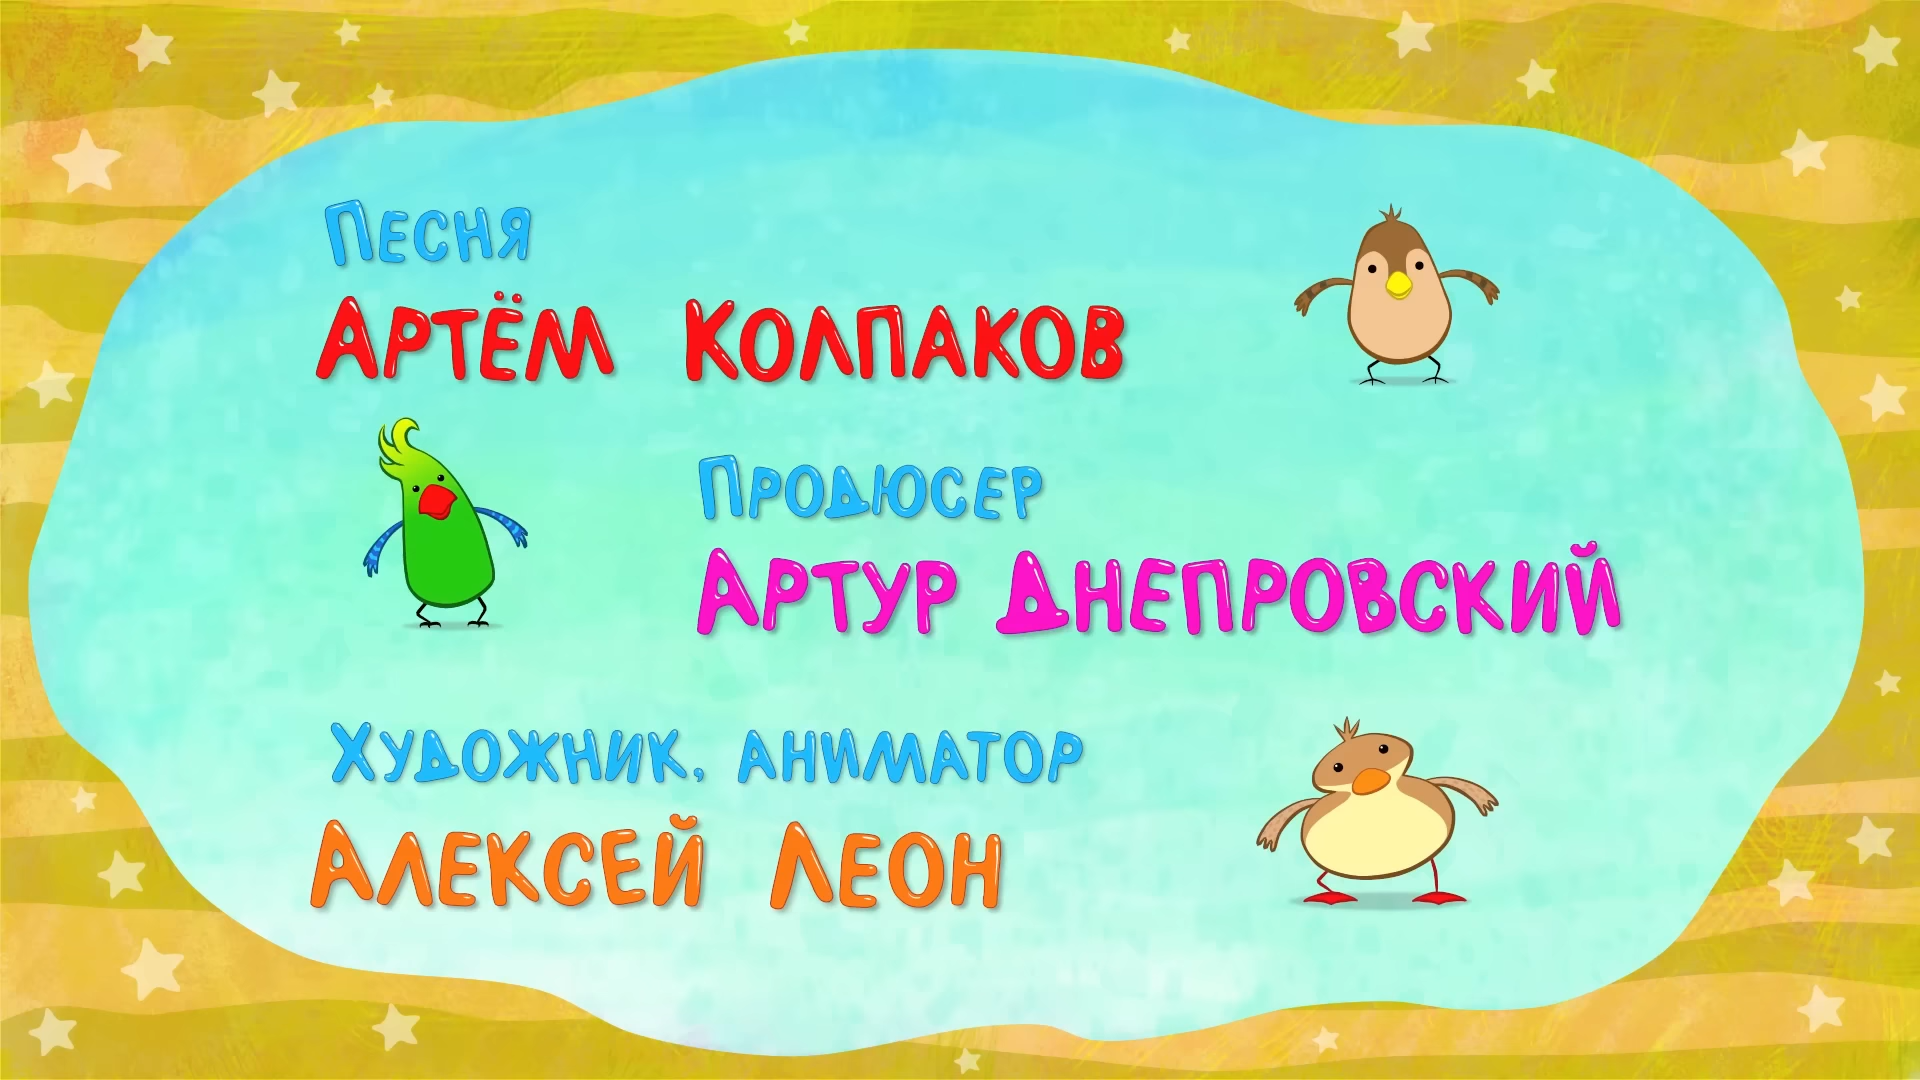 Песня
Артём Колпаков
Продюсер
Артур Днепровский
Художник, аниматор
Алексей Леон